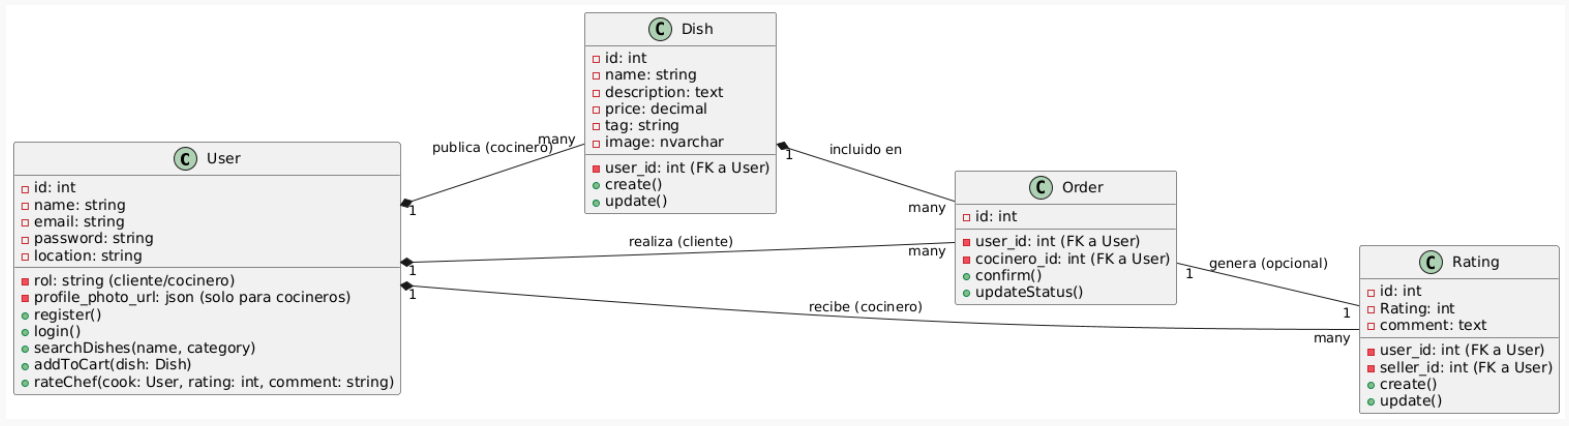 C User
id: int
name: string
email: string
password: string
location: string
rol: string (cliente/cocinero)
profile_photo_url: json (solo para cocineros)
register()
login()
searchDishes(name, category)
addToCart(dish: Dish)
rateChef(cook: User, rating: int, comment: string)
publica (cocinero)
many
1
C Dish
id: int
name: string
description: text
price: decimal
tag: string
image: nvarchar
user_id: int (FK a User)
create()
update()
1
incluido en
many
realiza (cliente)
1
many
C Order
id: int
user_id: int (FK a User)
cocinero_id: int (FK a User)
confirm()
updateStatus()
1
genera (opcional)
1
recibe (cocinero)
1
many
C Rating
id: int
Rating: int
comment: text
user_id: int (FK a User)
seller_id: int (FK a User)
create()
update()